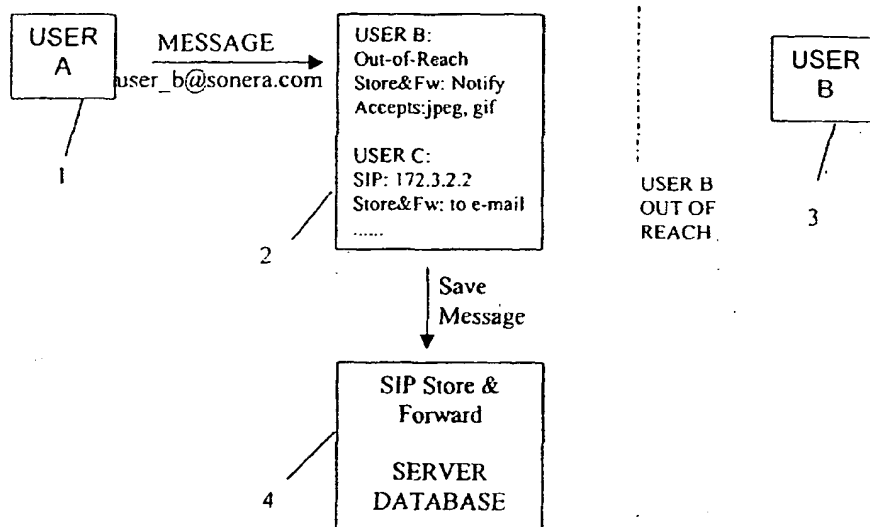 USER
A
MESSAGE
user_b@sonera.com
1
USER B:
Out-of-Reach
Store&Fw: Notify
Accepts:jpeg, gif
USER C:
SIP: 172.3.2.2
Store&Fw: to e-mail
......
2
USER B
OUT OF
REACH
USER
B
3
Save
Message
SIP Store &
Forward
SERVER
DATABASE
4